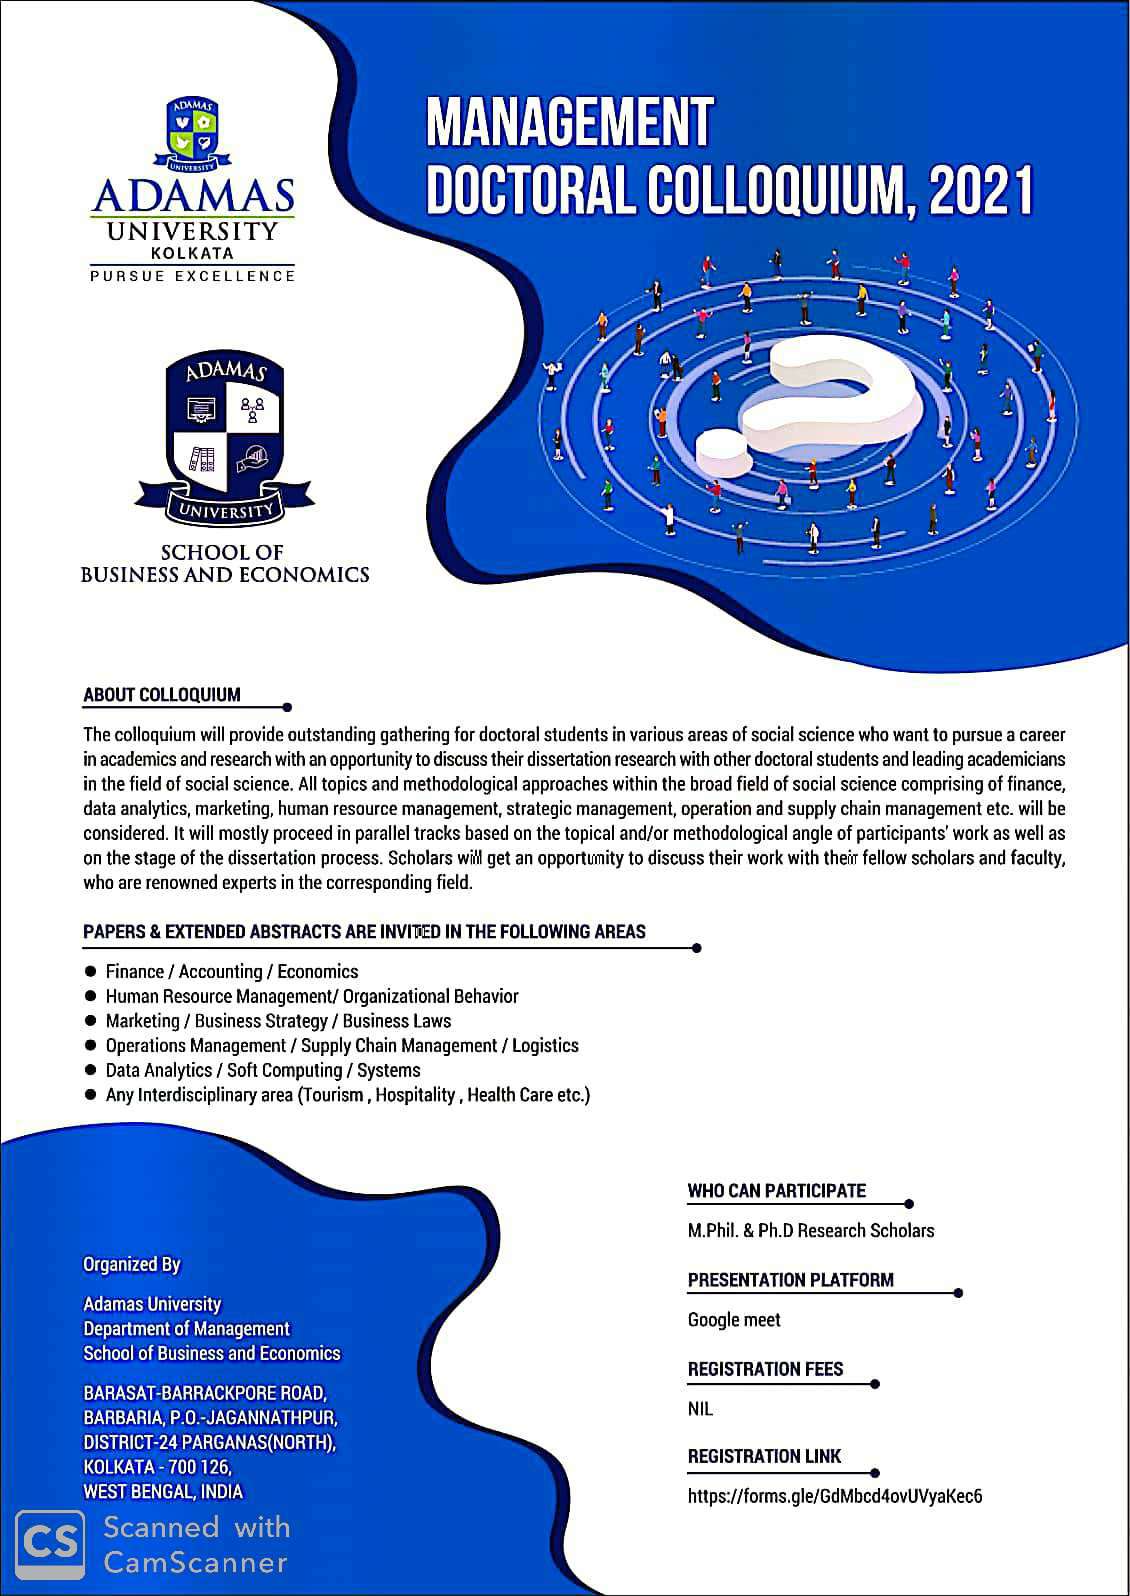 ADAMAS
UNIVERSITY
ADAMAS
UNIVERSITY
KOLKATA
PURSUE EXCELLENCE
MANAGEMENT
DOCTORAL COLLOQUIUM, 2021
ADAMAS
UNIVERSITY
SCHOOL OF
BUSINESS AND ECONOMICS
ABOUT COLLOQUIUM
The colloquium will provide outstanding gathering for doctoral students in various areas of social science who want to pursue a career
in academics and research with an opportunity to discuss their dissertation research with other doctoral students and leading academicians
in the field of social science. All topics and methodological approaches within the broad field of social science comprising of finance,
data analytics, marketing, human resource management, strategic management, operation and supply chain management etc. will be
considered. It will mostly proceed in parallel tracks based on the topical and/or methodological angle of participants' work as well as
on the stage of the dissertation process. Scholars will get an opportunity to discuss their work with their fellow scholars and faculty,
who are renowned experts in the corresponding field.
PAPERS & EXTENDED ABSTRACTS ARE INVITED IN THE FOLLOWING AREAS
● Finance / Accounting / Economics
● Human Resource Management/ Organizational Behavior
● Marketing / Business Strategy / Business Laws
● Operations Management / Supply Chain Management / Logistics
● Data Analytics / Soft Computing / Systems
● Any Interdisciplinary area (Tourism , Hospitality , Health Care etc.)
Organized By
Adamas University
Department of Management
School of Business and Economics
BARASAT-BARRACKPORE ROAD,
BARBARIA, P.O.-JAGANNATHPUR,
DISTRICT-24 PARGANAS(NORTH),
KOLKATA - 700 126,
WEST BENGAL, INDIA
WHO CAN PARTICIPATE
M.Phil. & Ph.D Research Scholars
PRESENTATION PLATFORM
Google meet
REGISTRATION FEES
NIL
REGISTRATION LINK
https://forms.gle/GdMbcd4ovUVyaKec6
CS Scanned with
CamScanner